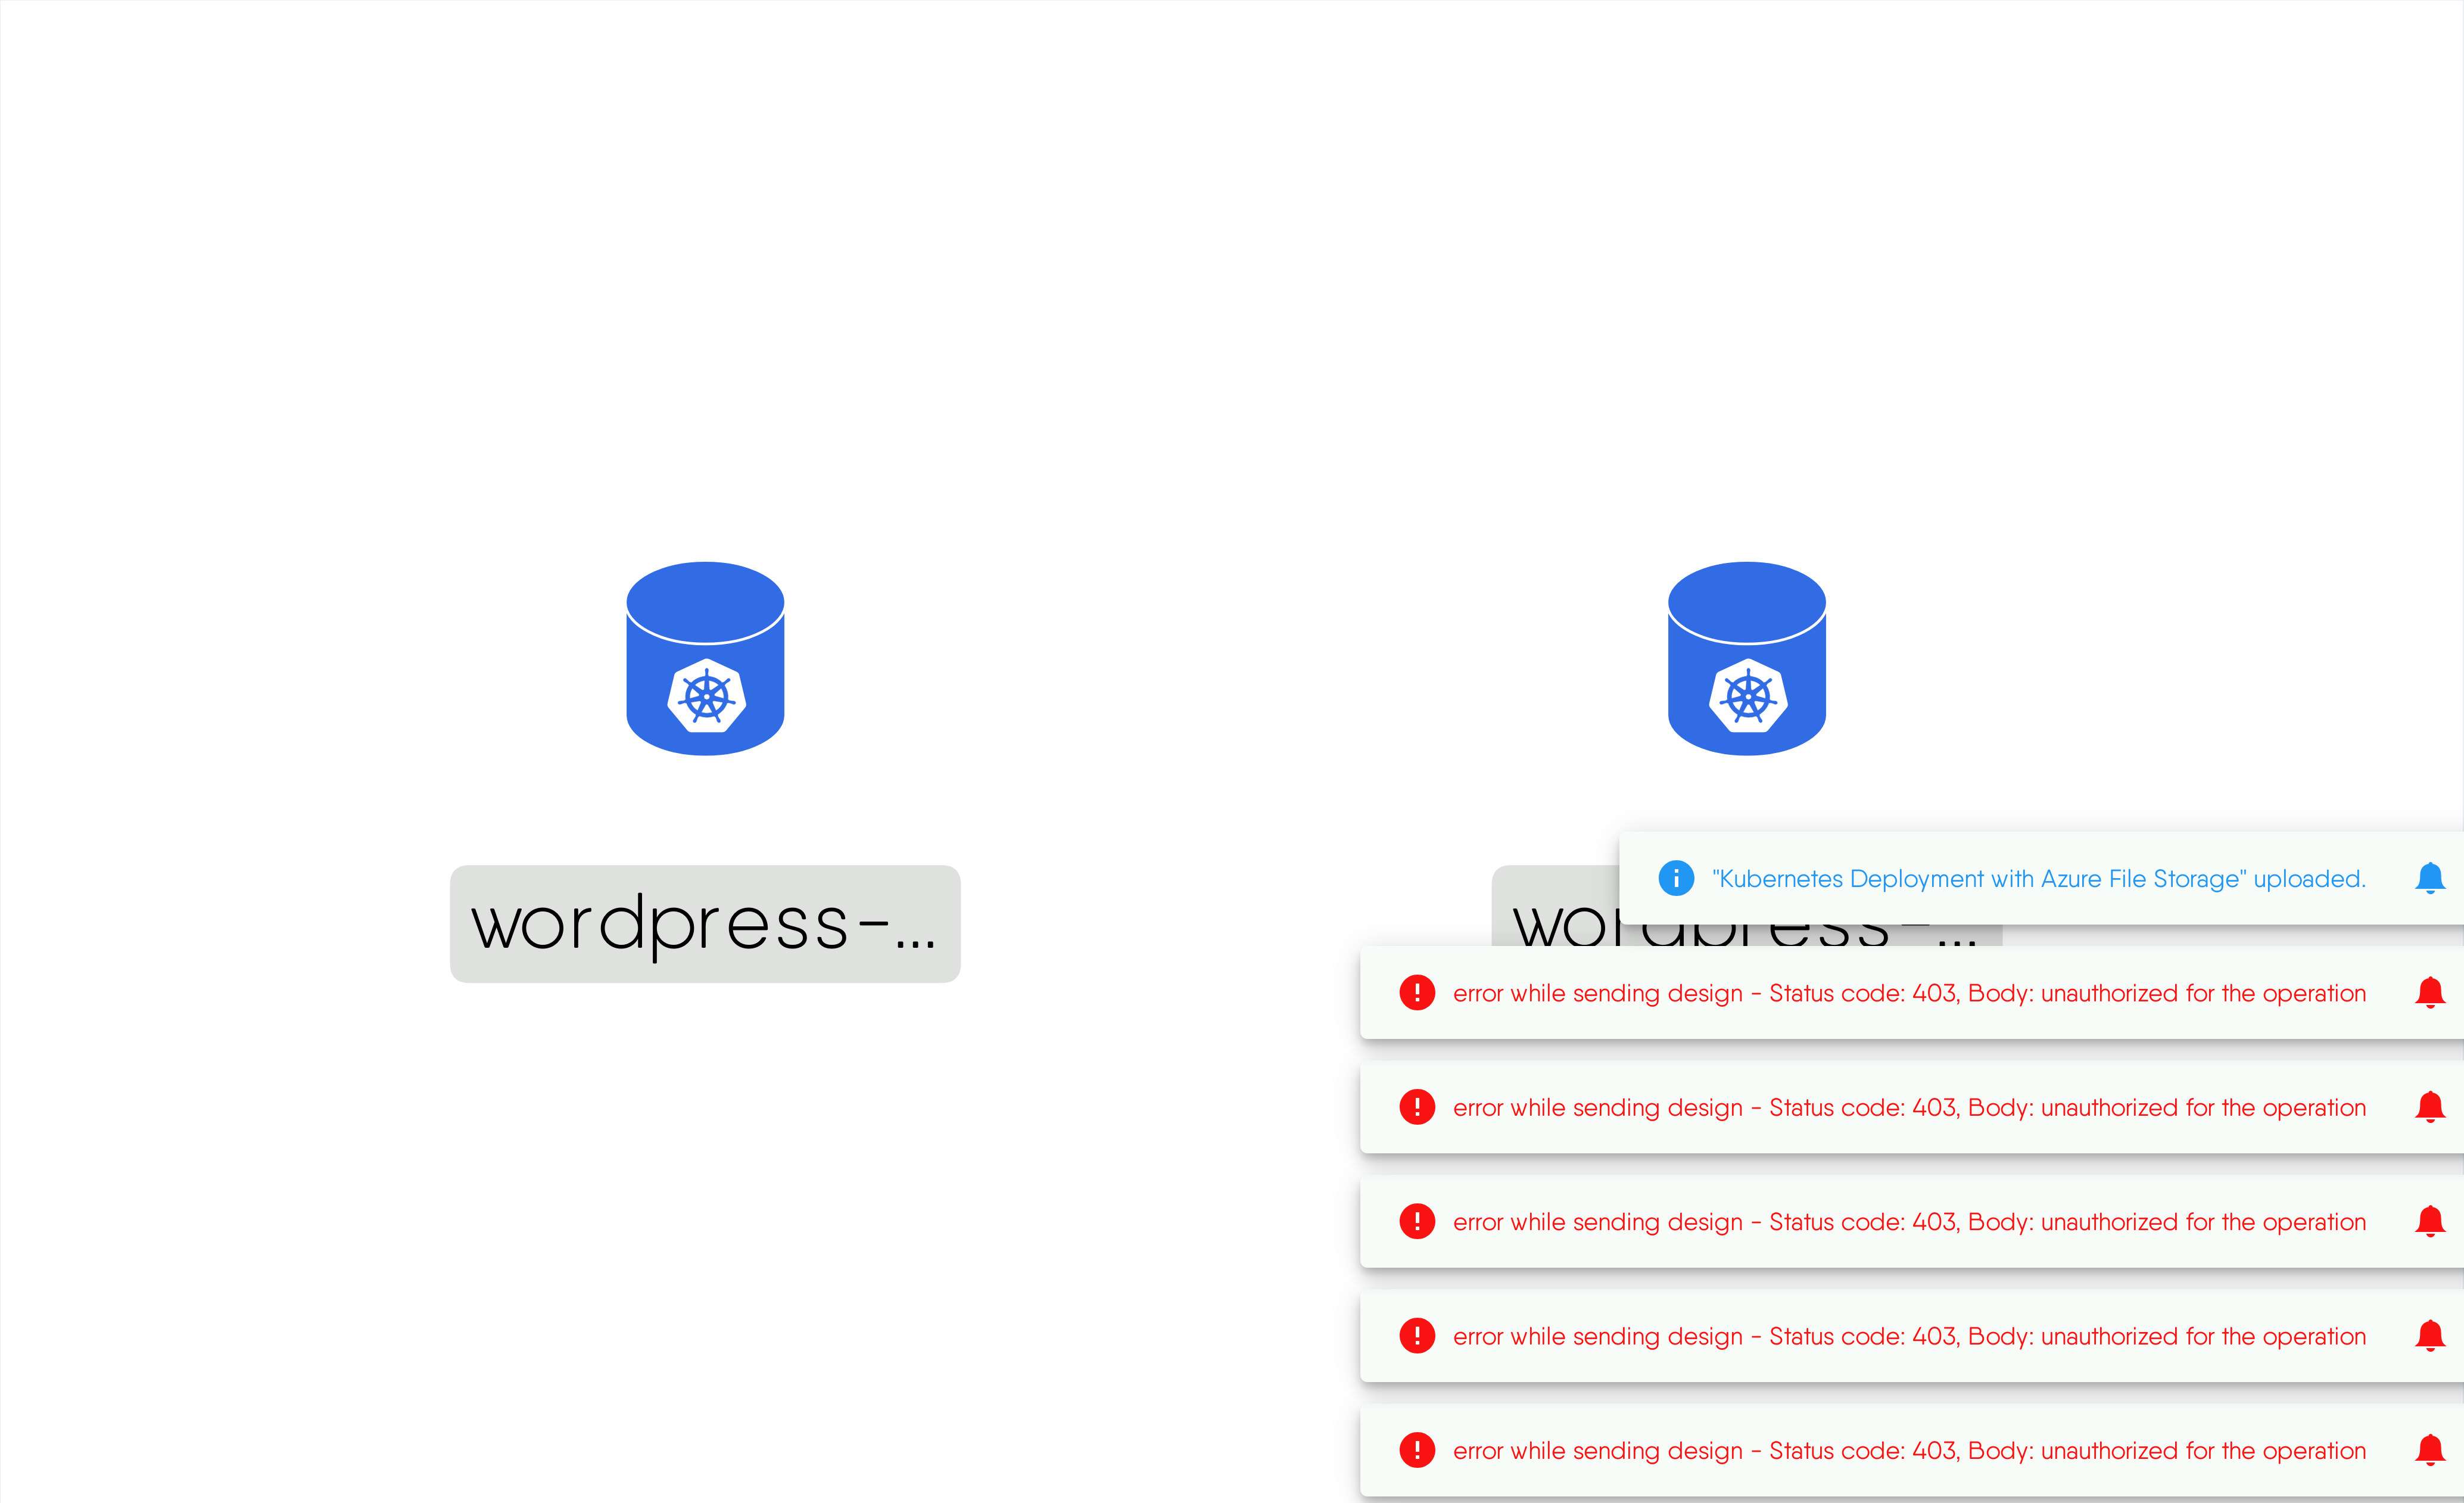 wordpress-...
wordpress-...
"Kubernetes Deployment with Azure File Storage" uploaded.
error while sending design - Status code: 403, Body: unauthorized for the operation
error while sending design - Status code: 403, Body: unauthorized for the operation
error while sending design - Status code: 403, Body: unauthorized for the operation
error while sending design - Status code: 403, Body: unauthorized for the operation
error while sending design - Status code: 403, Body: unauthorized for the operation